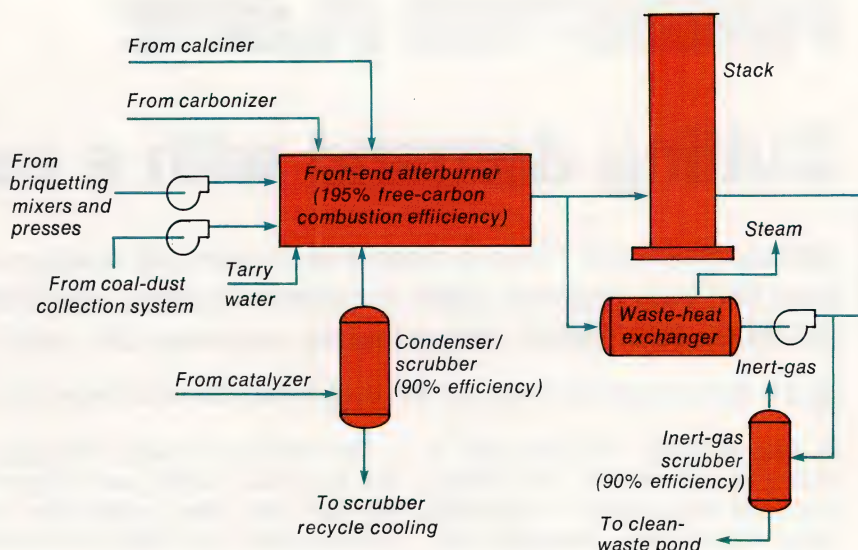 From calciner
From carbonizer
From
briquetting
mixers and
presses
From coal-dust
collection system
Front-end afterburner
(195% free-carbon
combustion effiiciency)
Tarry
water
Stack
Steam
Waste-heat
exchanger
Condenser/
scrubber
(90% efficiency)
From catalyzer
To scrubber
recycle cooling
Inert-gas
Inert-gas
scrubber
(90% efficiency)
To clean-
waste pond